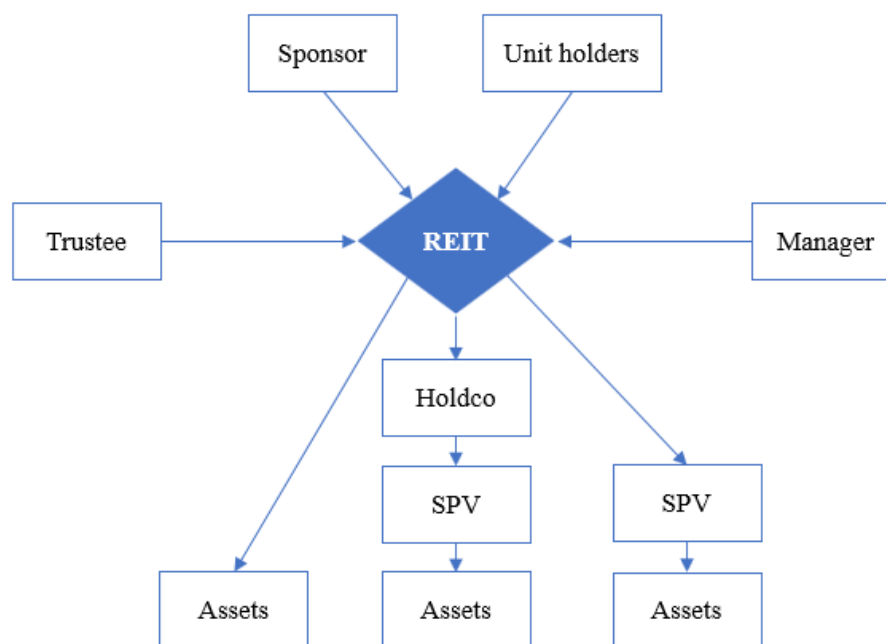 Sponsor
Unit holders
Trustee
REIT
Manager
Holdco
SPV
SPV
Assets
Assets
Assets